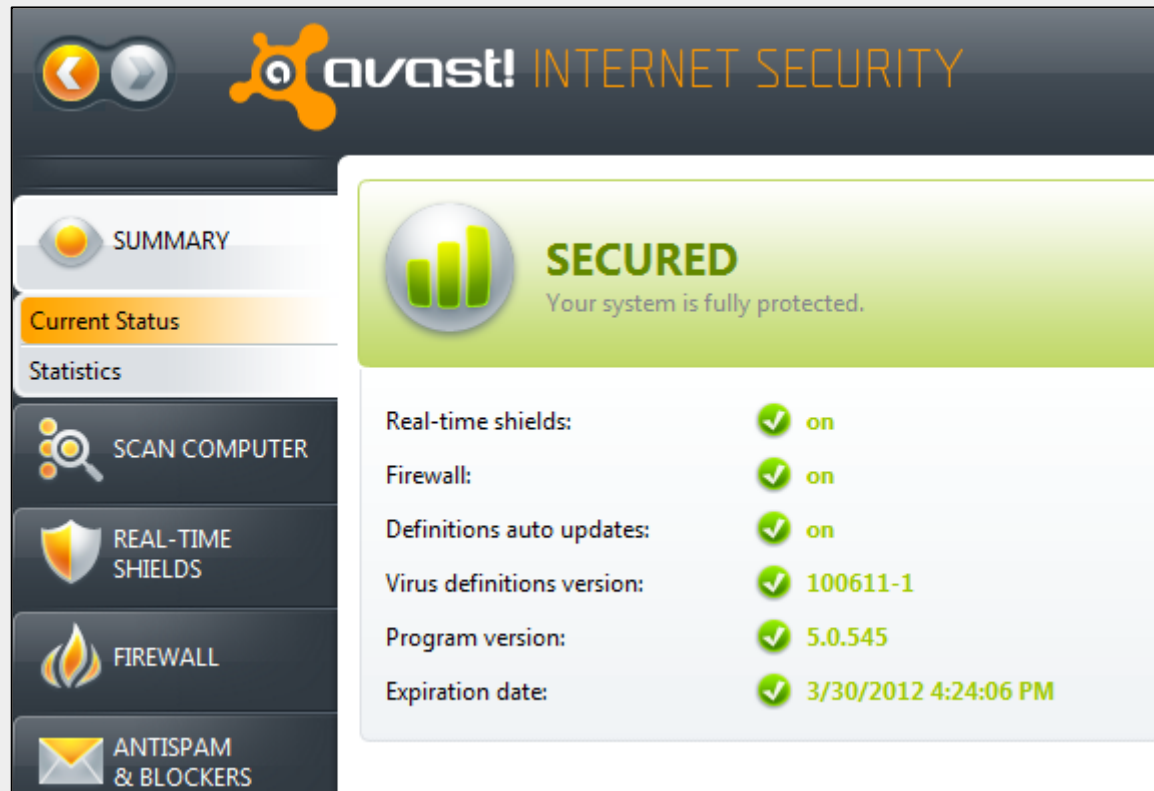 avast! INTERNET SECURITY
SUMMARY
Current Status
Statistics
SCAN COMPUTER
REAL-TIME
SHIELDS
FIREWALL
ANTISPAM
& BLOCKERS
SECURED
Your system is fully protected.
Real-time shields: on
Firewall: on
Definitions auto updates: on
Virus definitions version: 100611-1
Program version: 5.0.545
Expiration date: 3/30/2012 4:24:06 PM